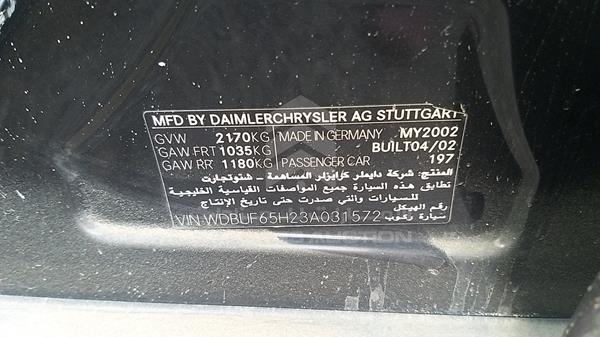 MFD BY DAIMLERCHRYSLER AG STUTTGART
GVW 2170KG MADE IN GERMANY MY2002
GAW FRT 1035KG BUILT04/02
GAW RR 1180KG PASSENGER CAR 197
المنتج: شركة دايملر كرايزلر المساهمة - شتوتجارت
تطابق هذه السيارة جميع المواصفات القياسية الخليجية
للسيارات والتي صدرت حتى تاريخ الإنتاج
رقم الهيكل
VIN-WDBUF65H23A031572- سيارة ركوب